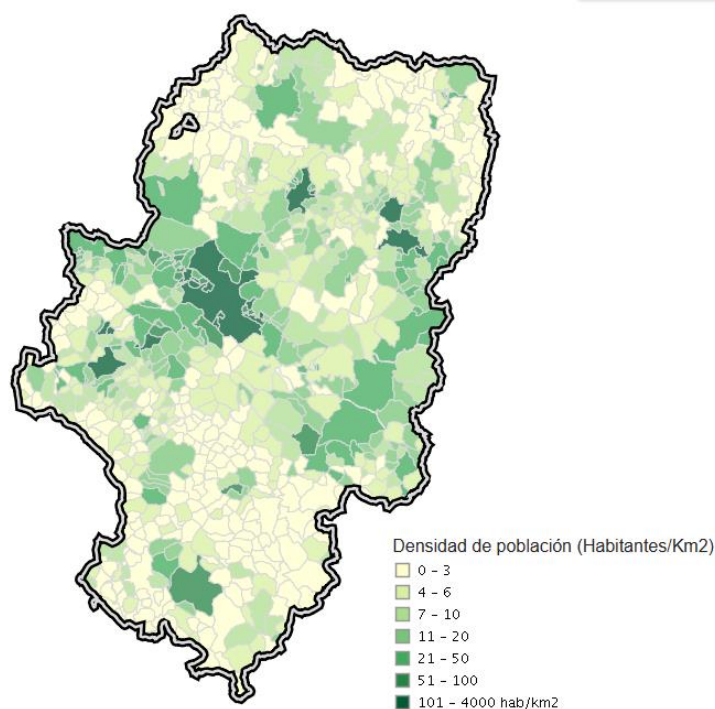 Densidad de población (Habitantes/Km2)
0 – 3
4 – 6
7 – 10
11 – 20
21 – 50
51 – 100
101 – 4000 hab/km2